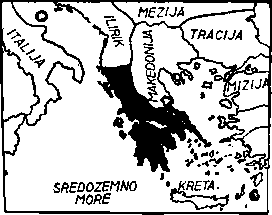 MEZIJA
ILIRIK
TRACIJA
ITALIJA
MAKEDONIJA
MIZIJA
SREDOZEMNO
MORE
KRETA